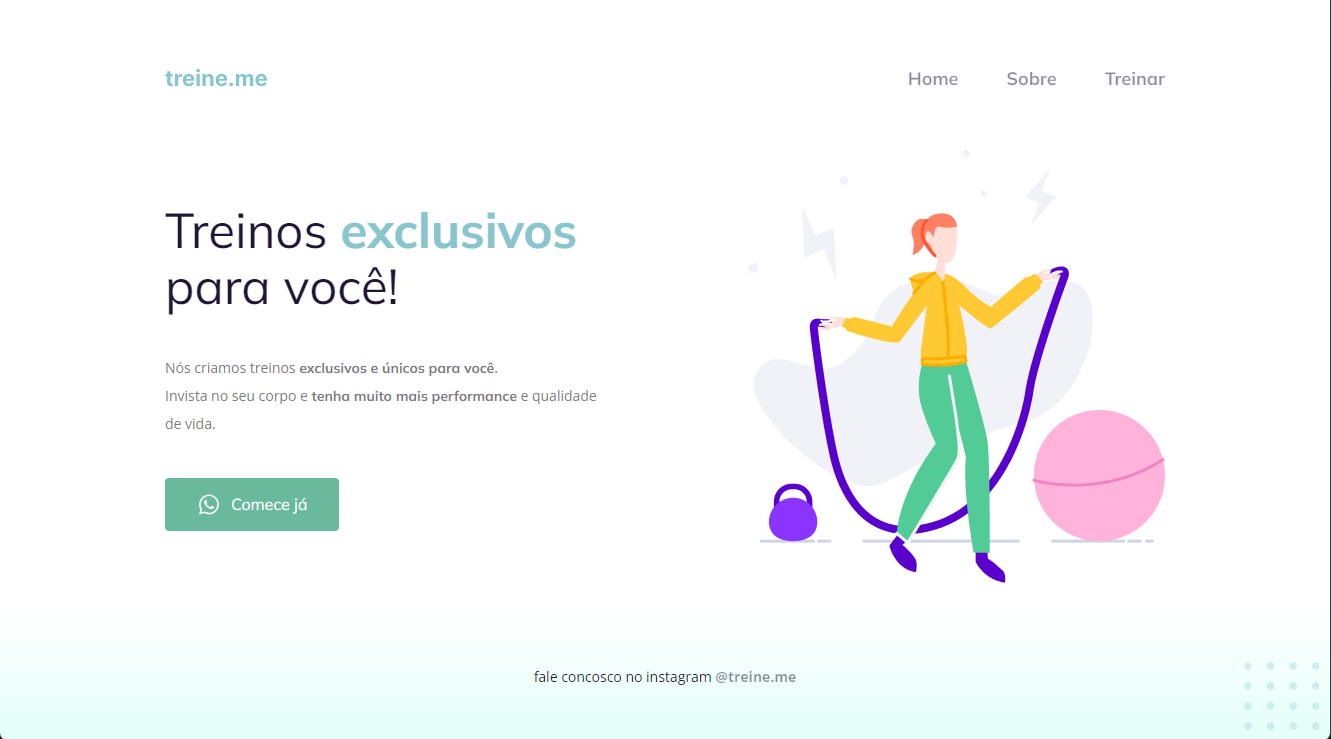 treine.me
Home Sobre Treinar
Treinos exclusivos
para você!
Nós criamos treinos exclusivos e únicos para você.
Invista no seu corpo e tenha muito mais performance e qualidade
de vida.
Comece já
fale concosco no instagram @treine.me